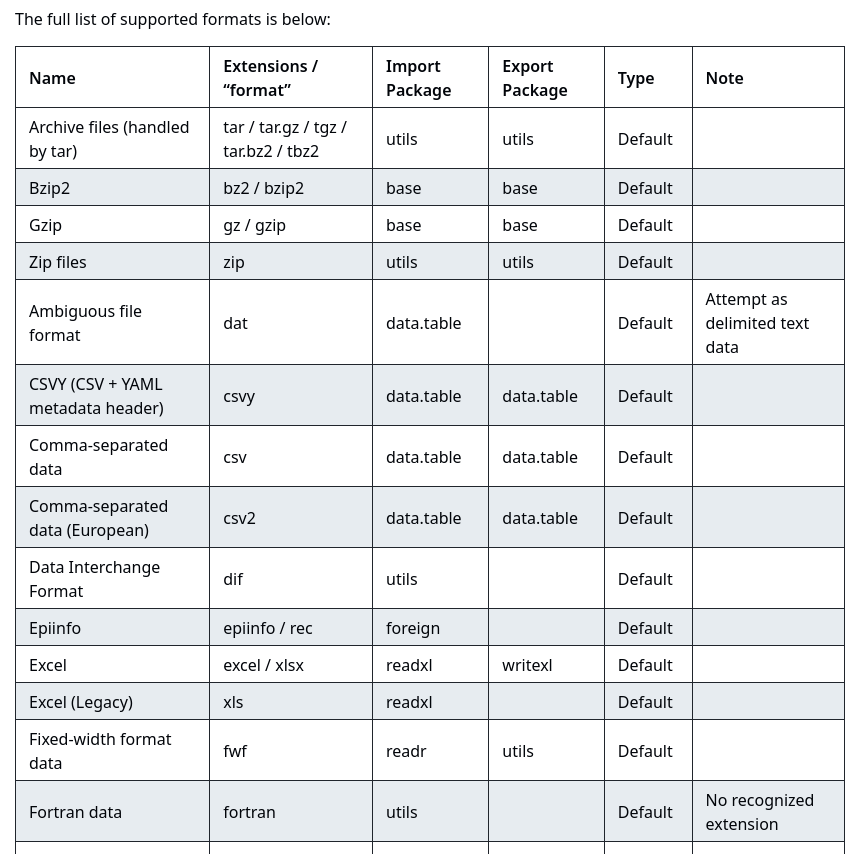 The full list of supported formats is below:
Name
Extensions /
“format”
Import
Package
Export
Package
Type
Note
Archive files (handled
by tar)
tar / tar.gz / tgz /
tar.bz2 / tbz2
utils
utils
Default
Bzip2
bz2 / bzip2
base
base
Default
Gzip
gz / gzip
base
base
Default
Zip files
zip
utils
utils
Default
Ambiguous file
format
dat
data.table
Default
Attempt as
delimited text
data
CSVY (CSV + YAML
metadata header)
csvy
data.table
data.table
Default
Comma-separated
data
csv
data.table
data.table
Default
Comma-separated
data (European)
csv2
data.table
data.table
Default
Data Interchange
Format
dif
utils
Default
Epiinfo
epiinfo / rec
foreign
Default
Excel
excel / xlsx
readxl
writexl
Default
Excel (Legacy)
xls
readxl
Default
Fixed-width format
data
fwf
readr
utils
Default
Fortran data
fortran
utils
Default
No recognized
extension